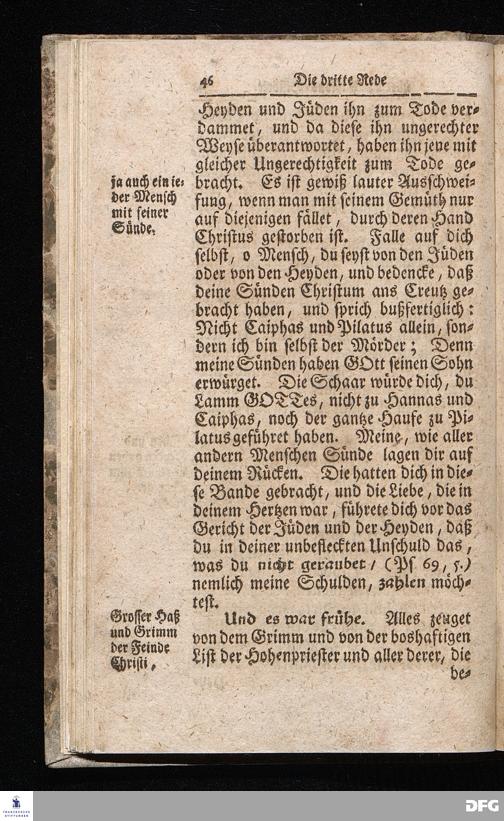 46 Die dritte Rede
Heyden und Jüden ihn zum Tode ver-
dammet, und da diese ihn ungerechter
Weyse überantwortet, haben ihn jene mit
gleicher Ungerechtigkeit zum Tode ge-
bracht. Es ist gewiß lauter Ausschwei-
fung, wenn man mit seinem Gemüth nur
auf diejenigen fället, durch deren Hand
Christus gestorben ist. Falle auf dich
selbst, o Mensch, du seyst von den Jüden
oder von den Heyden, und bedencke, daß
deine Sünden Christum ans Creutz ge-
bracht haben, und sprich bußfertiglich:
Nicht Caiphas und Pilatus allein, son-
dern ich bin selbst der Mörder; Denn
meine Sünden haben GOtt seinen Sohn
erwürget. Die Schaar würde dich, du
Lamm GOTTes, nicht zu Hannas und
Caiphas, noch der gantze Haufe zu Pi-
latus geführet haben. Meine, wie aller
andern Menschen Sünde lagen dir auf
deinem Rücken. Die hatten dich in die-
se Bande gebracht, und die Liebe, die in
deinem Hertzen war, führete dich vor das
Gericht der Jüden und der Heyden, daß
du in deiner unbefleckten Unschuld das,
was du nicht geraubet, (Ps 69, 5.)
nemlich meine Schulden, zahlen möch-
test.
Und es war frühe. Alles zeuget
von dem Grimm und von der boshaftigen
List der Hohenpriester und aller derer, die
be-
ja auch ein je-
der Mensch
mit seiner
Sünde.
Grosser Haß
und Grimm
der Feinde
Christi,
FRANCKESCHE
STIFTUNGEN
DFG